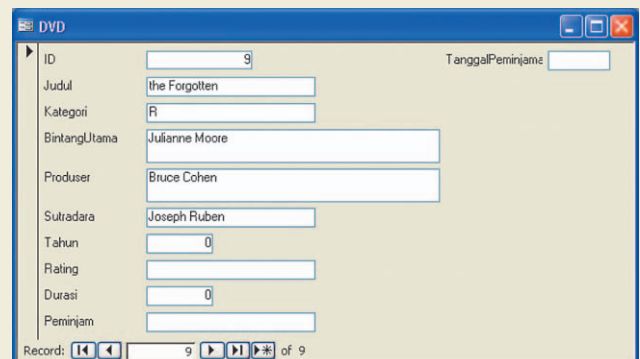 DVD
ID 9 TanggalPeminjama
Judul the Forgotten
Kategori R
BintangUtama Julianne Moore
Produser Bruce Cohen
Sutradara Joseph Ruben
Tahun 0
Rating
Durasi 0
Peminjam
Record: 9 of 9